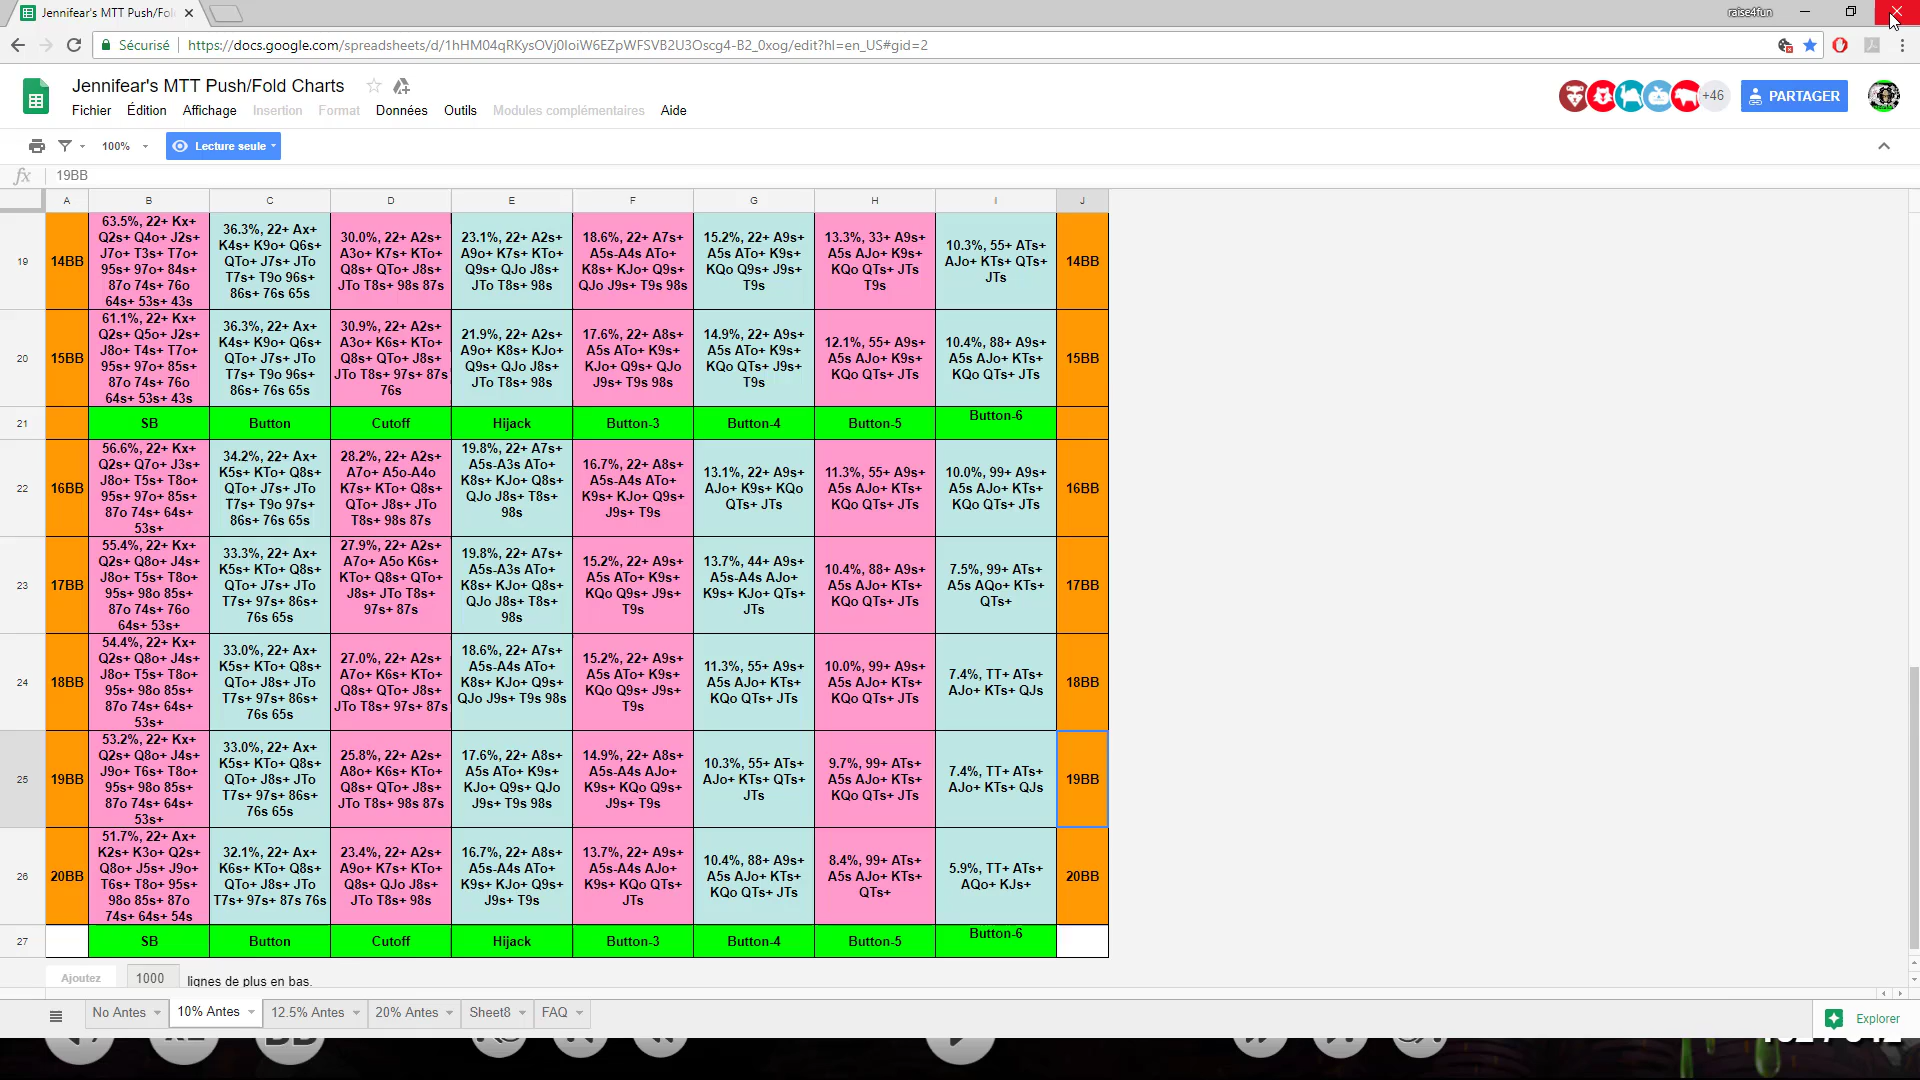 Jennifear's MTT Push/Fol
raise4fun
Sécurisé
https://docs.google.com/spreadsheets/d/1hHM04qRKysOVj0IoiW6EZpWFSVB2U3Oscg4-B2_0xog/edit?hl=en_US#gid=2
Jennifear's MTT Push/Fold Charts
+46
PARTAGER
Fichier Édition Affichage Insertion Format Données Outils Modules complémentaires Aide
100% Lecture seule
fx 19BB
A B C D E F G H I J
19
14BB
63.5%, 22+ Kx+
Q2s+ Q4o+ J2s+
J7o+ T3s+ T7o+
95s+ 97o+ 84s+
87o 74s+ 76o
64s+ 53s+ 43s
36.3%, 22+ Ax+
K4s+ K9o+ Q6s+
QTo+ J7s+ JTo
T7s+ T9o 96s+
86s+ 76s 65s
30.0%, 22+ A2s+
A3o+ K7s+ KTo+
Q8s+ QTo+ J8s+
JTo T8s+ 98s 87s
23.1%, 22+ A2s+
A9o+ K7s+ KTo+
Q9s+ QJo J8s+
JTo T8s+ 98s
18.6%, 22+ A7s+
A5s-A4s ATo+
K8s+ KJo+ Q9s+
QJo J9s+ T9s 98s
15.2%, 22+ A9s+
A5s ATo+ K9s+
KQo Q9s+ J9s+
T9s
13.3%, 33+ A9s+
A5s AJo+ K9s+
KQo QTs+ JTs
T9s
10.3%, 55+ ATs+
AJo+ KTs+ QTs+
JTs
14BB
20
15BB
61.1%, 22+ Kx+
Q2s+ Q5o+ J2s+
J8o+ T4s+ T7o+
95s+ 97o+ 85s+
87o 74s+ 76o
64s+ 53s+ 43s
36.3%, 22+ Ax+
K4s+ K9o+ Q6s+
QTo+ J7s+ JTo
T7s+ T9o 96s+
86s+ 76s 65s
30.9%, 22+ A2s+
A3o+ K6s+ KTo+
Q8s+ QTo+ J8s+
JTo T8s+ 97s+ 87s
76s
21.9%, 22+ A2s+
A9o+ K8s+ KJo+
Q9s+ QJo J8s+
JTo T8s+ 98s
17.6%, 22+ A8s+
A5s ATo+ K9s+
KJo+ Q9s+ QJo
J9s+ T9s 98s
14.9%, 22+ A9s+
A5s ATo+ K9s+
KQo QTs+ J9s+
T9s
12.1%, 55+ A9s+
A5s AJo+ K9s+
KQo QTs+ JTs
10.4%, 88+ A9s+
A5s AJo+ KTs+
KQo QTs+ JTs
15BB
21
SB Button Cutoff Hijack Button-3 Button-4 Button-5 Button-6
22
16BB
56.6%, 22+ Kx+
Q2s+ Q7o+ J3s+
J8o+ T5s+ T8o+
95s+ 97o+ 85s+
87o 74s+ 64s+
53s+
34.2%, 22+ Ax+
K5s+ KTo+ Q8s+
QTo+ J7s+ JTo
T7s+ T9o 97s+
86s+ 76s 65s
28.2%, 22+ A2s+
A7o+ A5o-A4o
K7s+ KTo+ Q8s+
QTo+ J8s+ JTo
T8s+ 98s 87s
19.8%, 22+ A7s+
A5s-A3s ATo+
K8s+ KJo+ Q8s+
QJo J8s+ T8s+
98s
16.7%, 22+ A8s+
A5s-A4s ATo+
K9s+ KJo+ Q9s+
J9s+ T9s
13.1%, 22+ A9s+
AJo+ K9s+ KQo
QTs+ JTs
11.3%, 55+ A9s+
A5s AJo+ KTs+
KQo QTs+ JTs
10.0%, 99+ A9s+
A5s AJo+ KTs+
KQo QTs+ JTs
16BB
23
17BB
55.4%, 22+ Kx+
Q2s+ Q8o+ J4s+
J8o+ T5s+ T8o+
95s+ 98o 85s+
87o 74s+ 76o
64s+ 53s+
33.3%, 22+ Ax+
K5s+ KTo+ Q8s+
QTo+ J7s+ JTo
T7s+ 97s+ 86s+
76s 65s
27.9%, 22+ A2s+
A7o+ A5o K6s+
KTo+ Q8s+ QTo+
J8s+ JTo T8s+
97s+ 87s
19.8%, 22+ A7s+
A5s-A3s ATo+
K8s+ KJo+ Q8s+
QJo J8s+ T8s+
98s
15.2%, 22+ A9s+
A5s ATo+ K9s+
KQo Q9s+ J9s+
T9s
13.7%, 44+ A9s+
A5s-A4s AJo+
K9s+ KJo+ QTs+
JTs
10.4%, 88+ A9s+
A5s AJo+ KTs+
KQo QTs+ JTs
7.5%, 99+ ATs+
A5s AQo+ KTs+
QTs+
17BB
24
18BB
54.4%, 22+ Kx+
Q2s+ Q8o+ J4s+
J8o+ T5s+ T8o+
95s+ 98o 85s+
87o 74s+ 64s+
53s+
33.0%, 22+ Ax+
K5s+ KTo+ Q8s+
QTo+ J8s+ JTo
T7s+ 97s+ 86s+
76s 65s
27.0%, 22+ A2s+
A7o+ K6s+ KTo+
Q8s+ QTo+ J8s+
JTo T8s+ 97s+ 87s
18.6%, 22+ A7s+
A5s-A4s ATo+
K8s+ KJo+ Q9s+
QJo J9s+ T9s 98s
15.2%, 22+ A9s+
A5s ATo+ K9s+
KQo Q9s+ J9s+
T9s
11.3%, 55+ A9s+
A5s AJo+ KTs+
KQo QTs+ JTs
10.0%, 99+ A9s+
A5s AJo+ KTs+
KQo QTs+ JTs
7.4%, TT+ ATs+
AJo+ KTs+ QJs
18BB
25
19BB
53.2%, 22+ Kx+
Q2s+ Q8o+ J4s+
J9o+ T6s+ T8o+
95s+ 98o 85s+
87o 74s+ 64s+
53s+
33.0%, 22+ Ax+
K5s+ KTo+ Q8s+
QTo+ J8s+ JTo
T7s+ 97s+ 86s+
76s 65s
25.8%, 22+ A2s+
A8o+ K6s+ KTo+
Q8s+ QTo+ J8s+
JTo T8s+ 98s 87s
17.6%, 22+ A8s+
A5s ATo+ K9s+
KJo+ Q9s+ QJo
J9s+ T9s 98s
14.9%, 22+ A8s+
A5s-A4s AJo+
K9s+ KQo Q9s+
J9s+ T9s
10.3%, 55+ ATs+
AJo+ KTs+ QTs+
JTs
9.7%, 99+ ATs+
A5s AJo+ KTs+
KQo QTs+ JTs
7.4%, TT+ ATs+
AJo+ KTs+ QJs
19BB
26
20BB
51.7%, 22+ Ax+
K2s+ K3o+ Q2s+
Q8o+ J5s+ J9o+
T6s+ T8o+ 95s+
98o 85s+ 87o
74s+ 64s+ 54s
32.1%, 22+ Ax+
K6s+ KTo+ Q8s+
QTo+ J8s+ JTo
T7s+ 97s+ 87s 76s
23.4%, 22+ A2s+
A9o+ K7s+ KTo+
Q8s+ QJo J8s+
JTo T8s+ 98s
16.7%, 22+ A8s+
A5s-A4s ATo+
K9s+ KJo+ Q9s+
J9s+ T9s
13.7%, 22+ A9s+
A5s-A4s AJo+
K9s+ KQo QTs+
JTs
10.4%, 88+ A9s+
A5s AJo+ KTs+
KQo QTs+ JTs
8.4%, 99+ ATs+
A5s AJo+ KTs+
QTs+
5.9%, TT+ ATs+
AQo+ KJs+
20BB
27
SB Button Cutoff Hijack Button-3 Button-4 Button-5 Button-6
Ajoutez 1000 lignes de plus en bas.
No Antes 10% Antes 12.5% Antes 20% Antes Sheet8 FAQ
Explorer